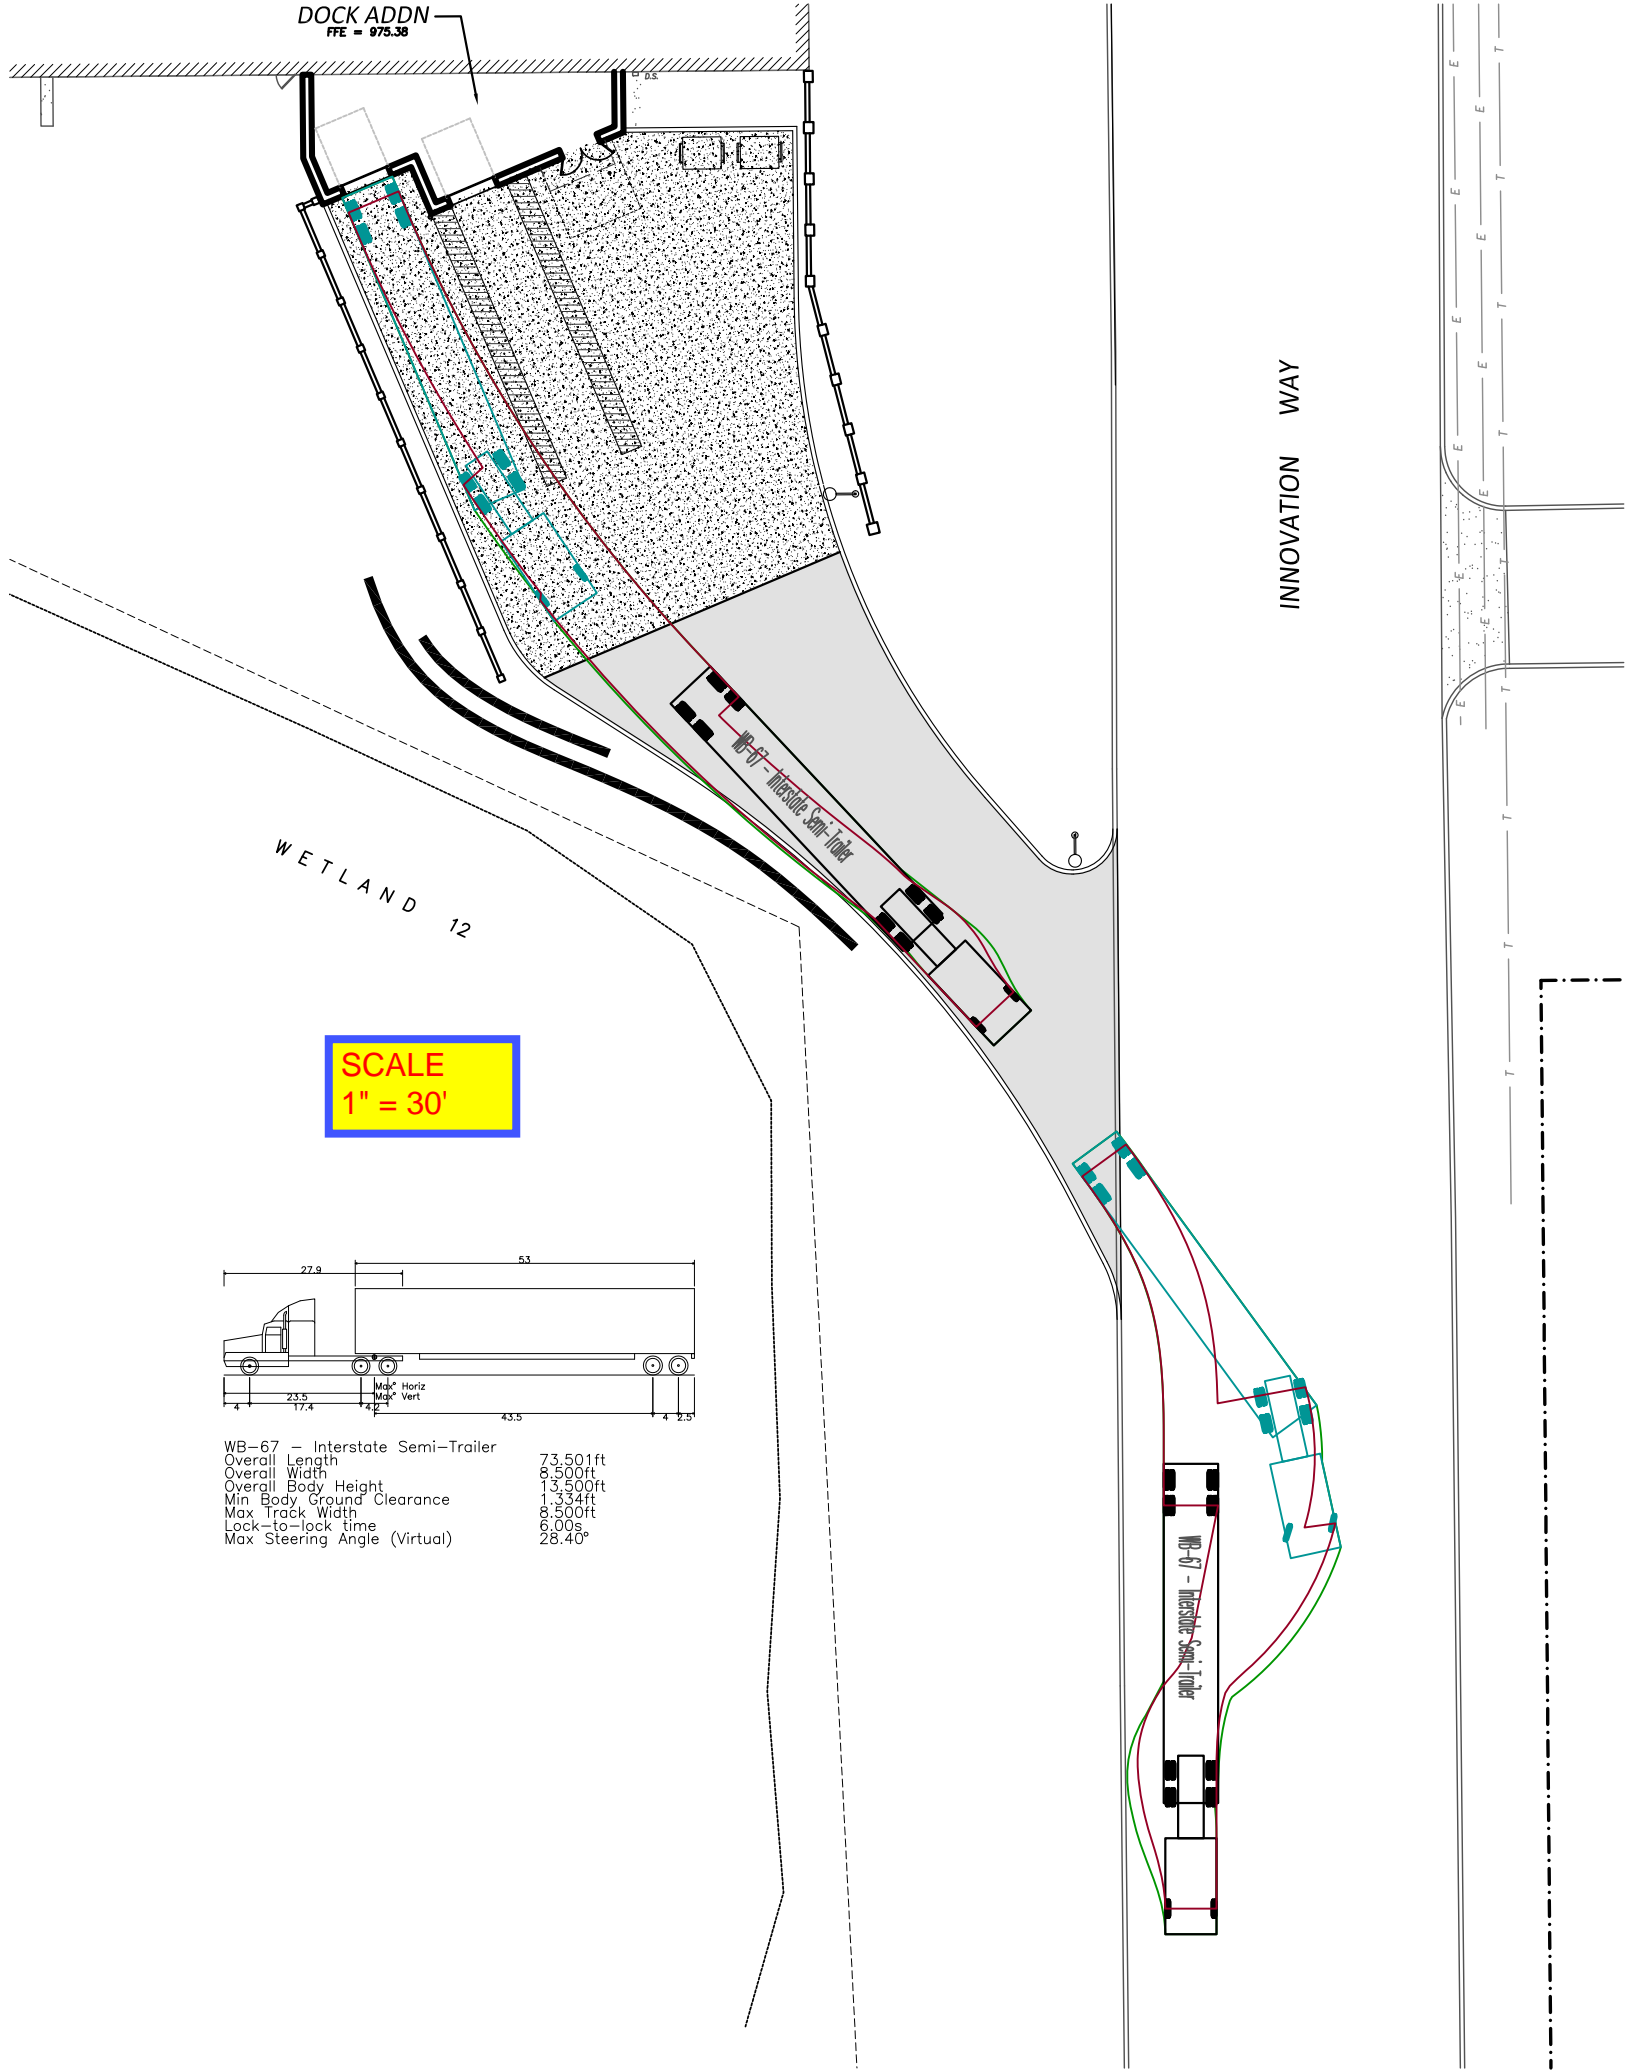 DOCK ADDN
FFE = 975.38
D.S.
INNOVATION WAY
E
E
E
E
E
E
E
E
E
E
E
E
T
T
T
T
T
T
T
T
T
T
WB-67 - Interstate Semi-Trailer
WETLAND 12
SCALE
1" = 30'
53
27.9
Max° Horiz
Max° Vert
23.5
4
17.4
4.2
43.5
4
2.5
WB-67 - Interstate Semi-Trailer
Overall Length 73.501ft
Overall Width 8.500ft
Overall Body Height 13.500ft
Min Body Ground Clearance 1.334ft
Max Track Width 8.500ft
Lock-to-lock time 6.00s
Max Steering Angle (Virtual) 28.40°
WB-67 - Interstate Semi-Trailer